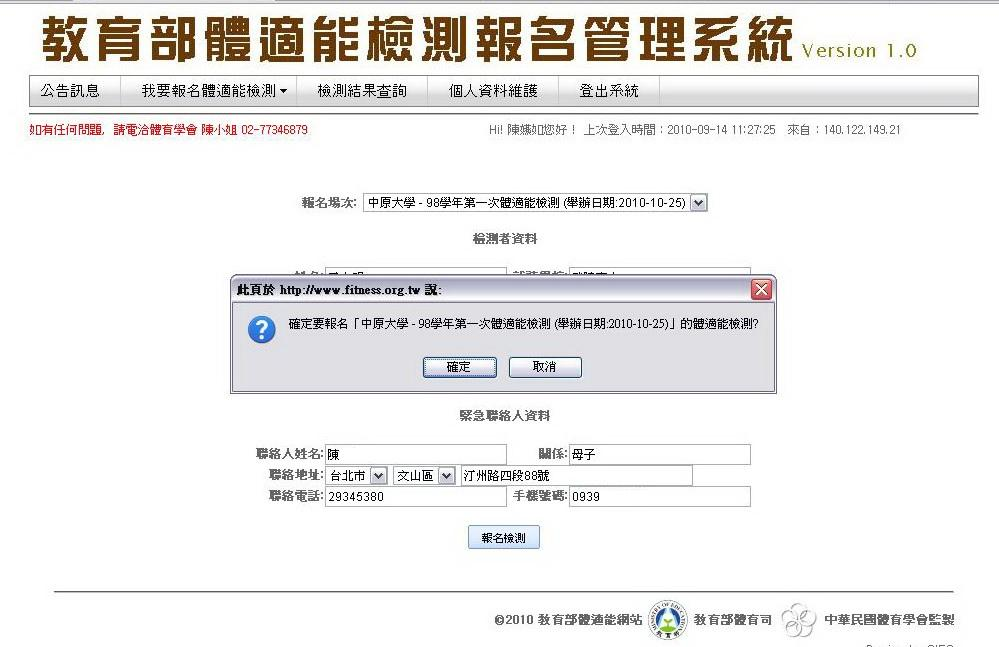 教育部體適能檢測報名管理系統 Version 1.0
公告訊息 我要報名體適能檢測 檢測結果查詢 個人資料維護 登出系統
如有任何問題, 請電洽體育學會 陳小姐 02-77346879 Hi! 陳嬿如您好! 上次登入時間:2010-09-14 11:27:25 來自:140.122.149.21
報名場次: 中原大學 - 98學年第一次體適能檢測 (舉辦日期:2010-10-25)
檢測者資料
此頁於 http://www.fitness.org.tw 說:
確定要報名「中原大學 - 98學年第一次體適能檢測 (舉辦日期:2010-10-25)」的體適能檢測?
確定 取消
緊急聯絡人資料
聯絡人姓名: 陳 關係: 母子
聯絡地址: 台北市 文山區 汀州路四段88號
聯絡電話: 29345380 手機號碼: 0939
報名檢測
©2010 教育部體適能網站 教育部體育司 中華民國體育學會監製